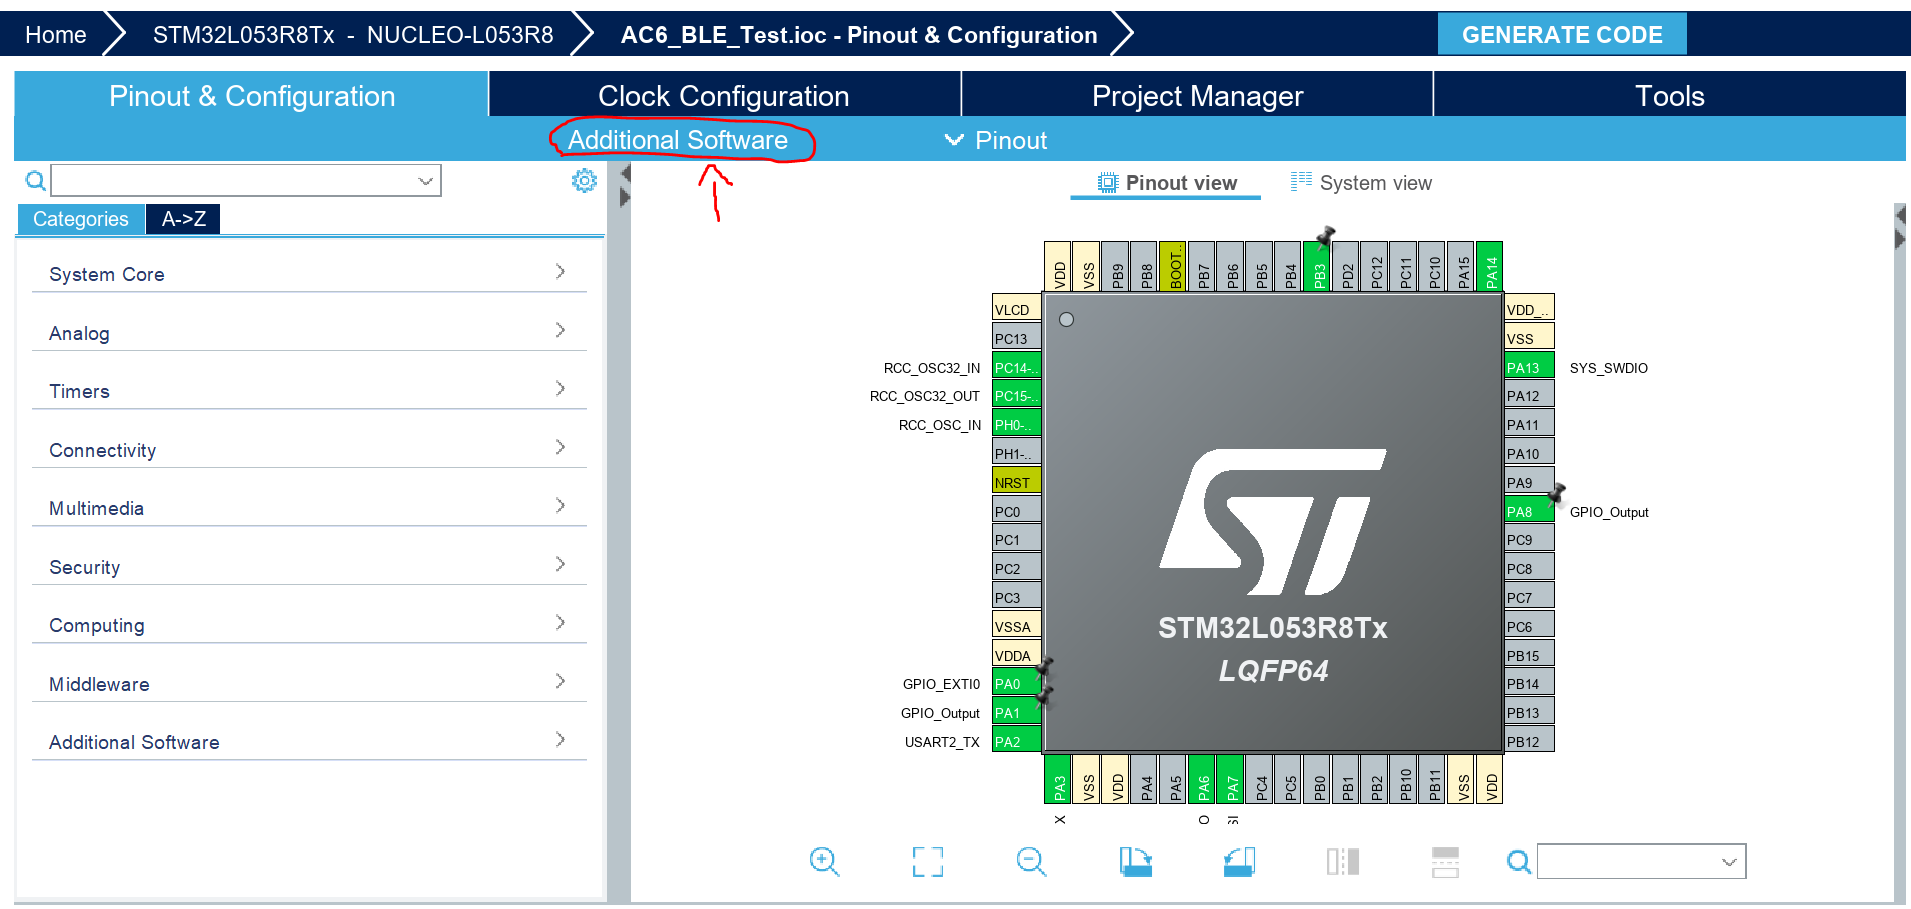 Home STM32L053R8Tx - NUCLEO-L053R8 AC6_BLE_Test.ioc - Pinout & Configuration GENERATE CODE
Pinout & Configuration Clock Configuration Project Manager Tools
Additional Software Pinout
Pinout view System view
Categories A->Z
System Core
Analog
Timers
Connectivity
Multimedia
Security
Computing
Middleware
Additional Software
VDD VSS PB9 PB8 BOOT.. PB7 PB6 PB5 PB4 PB3 PD2 PC12 PC11 PC10 PA15 PA14
VLCD
PC13
RCC_OSC32_IN PC14-..
RCC_OSC32_OUT PC15-..
RCC_OSC_IN PH0-..
PH1-..
NRST
PC0
PC1
PC2
PC3
VSSA
VDDA
GPIO_EXTI0 PA0
GPIO_Output PA1
USART2_TX PA2
ST
STM32L053R8Tx
LQFP64
VDD_..
VSS
PA13 SYS_SWDIO
PA12
PA11
PA10
PA9
PA8 GPIO_Output
PC9
PC8
PC7
PC6
PB15
PB14
PB13
PB12
PA3 VSS VDD PA4 PA5 PA6 PA7 PC4 PC5 PB0 PB1 PB2 PB10 PB11 VSS VDD
X O SI